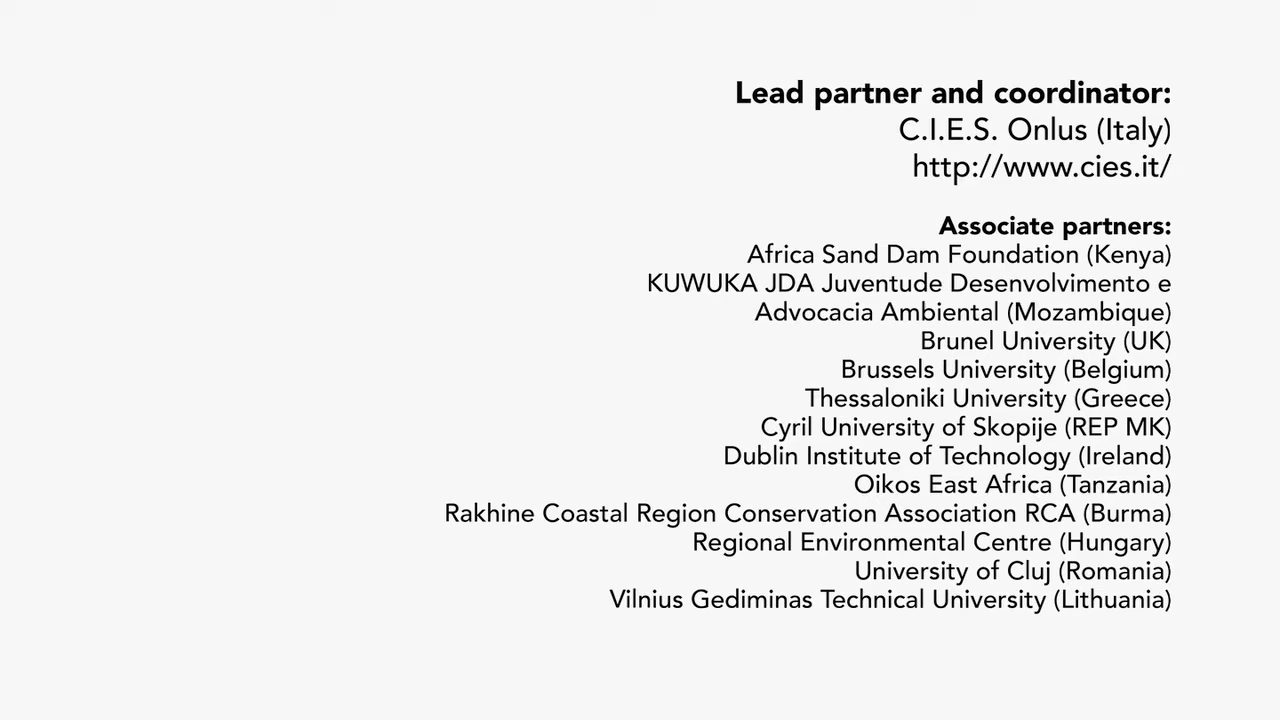 Lead partner and coordinator:
C.I.E.S. Onlus (Italy)
http://www.cies.it/
Associate partners:
Africa Sand Dam Foundation (Kenya)
KUWUKA JDA Juventude Desenvolvimento e
Advocacia Ambiental (Mozambique)
Brunel University (UK)
Brussels University (Belgium)
Thessaloniki University (Greece)
Cyril University of Skopije (REP MK)
Dublin Institute of Technology (Ireland)
Oikos East Africa (Tanzania)
Rakhine Coastal Region Conservation Association RCA (Burma)
Regional Environmental Centre (Hungary)
University of Cluj (Romania)
Vilnius Gediminas Technical University (Lithuania)